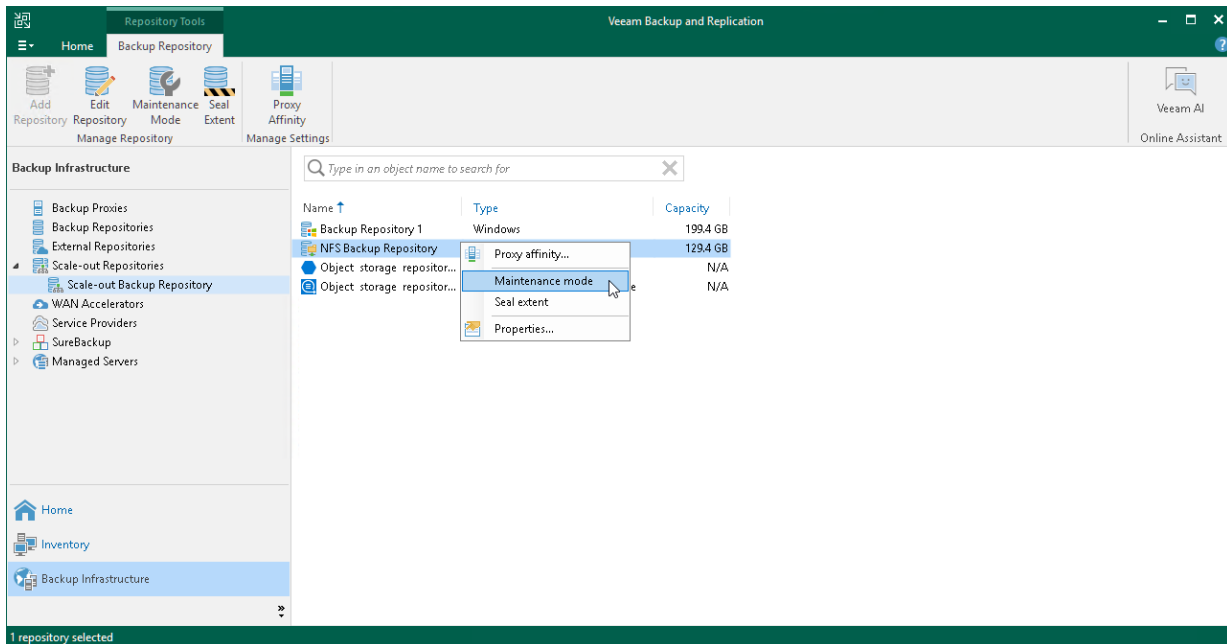 Repository Tools
Veeam Backup and Replication
Home
Backup Repository
Add Repository
Edit Repository
Maintenance Mode
Seal Extent
Manage Repository
Proxy Affinity
Manage Settings
Veeam AI
Online Assistant
Backup Infrastructure
Backup Proxies
Backup Repositories
External Repositories
Scale-out Repositories
Scale-out Backup Repository
WAN Accelerators
Service Providers
SureBackup
Managed Servers
Home
Inventory
Backup Infrastructure
Type in an object name to search for
Name Type Capacity
Backup Repository 1 Windows 199.4 GB
NFS Backup Repository 129.4 GB
Object storage repositor... N/A
Object storage repositor... e N/A
Proxy affinity...
Maintenance mode
Seal extent
Properties...
1 repository selected